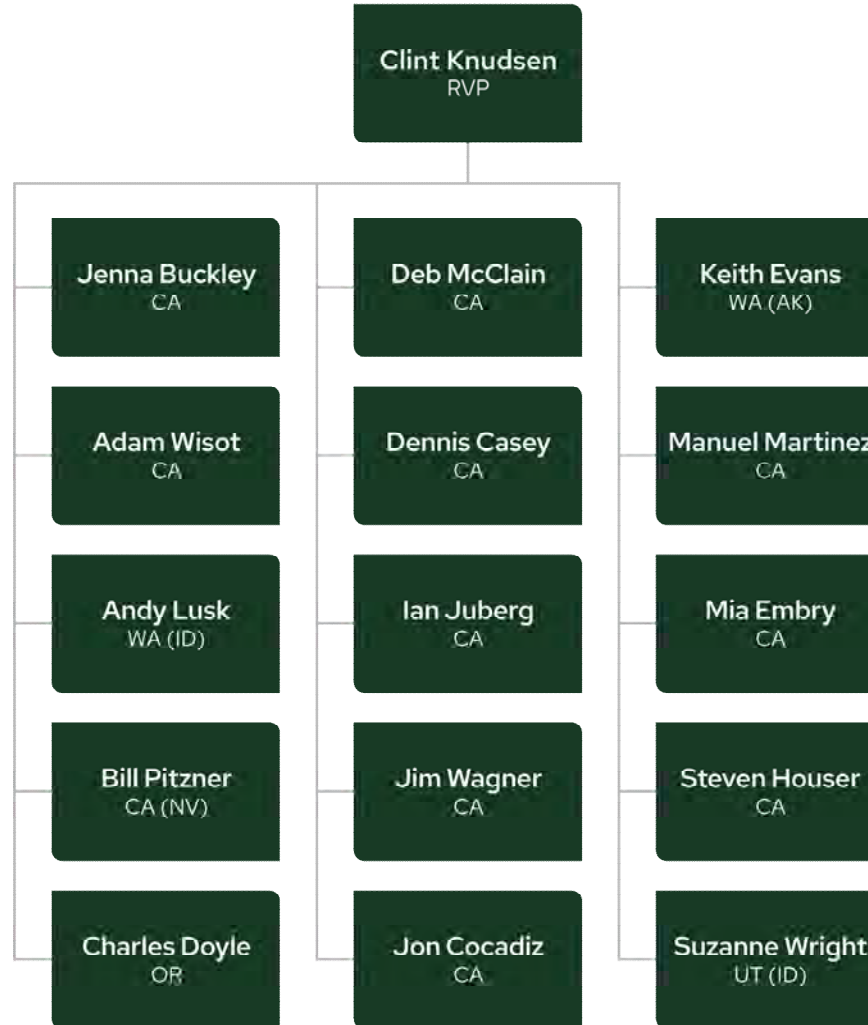 Clint Knudsen
RVP
Jenna Buckley
CA
Deb McClain
CA
Keith Evans
WA (AK)
Adam Wisot
CA
Dennis Casey
CA
Manuel Martinez
CA
Andy Lusk
WA (ID)
Ian Juberg
CA
Mia Embry
CA
Bill Pitzner
CA (NV)
Jim Wagner
CA
Steven Houser
CA
Charles Doyle
OR
Jon Cocadiz
CA
Suzanne Wright
UT (ID)